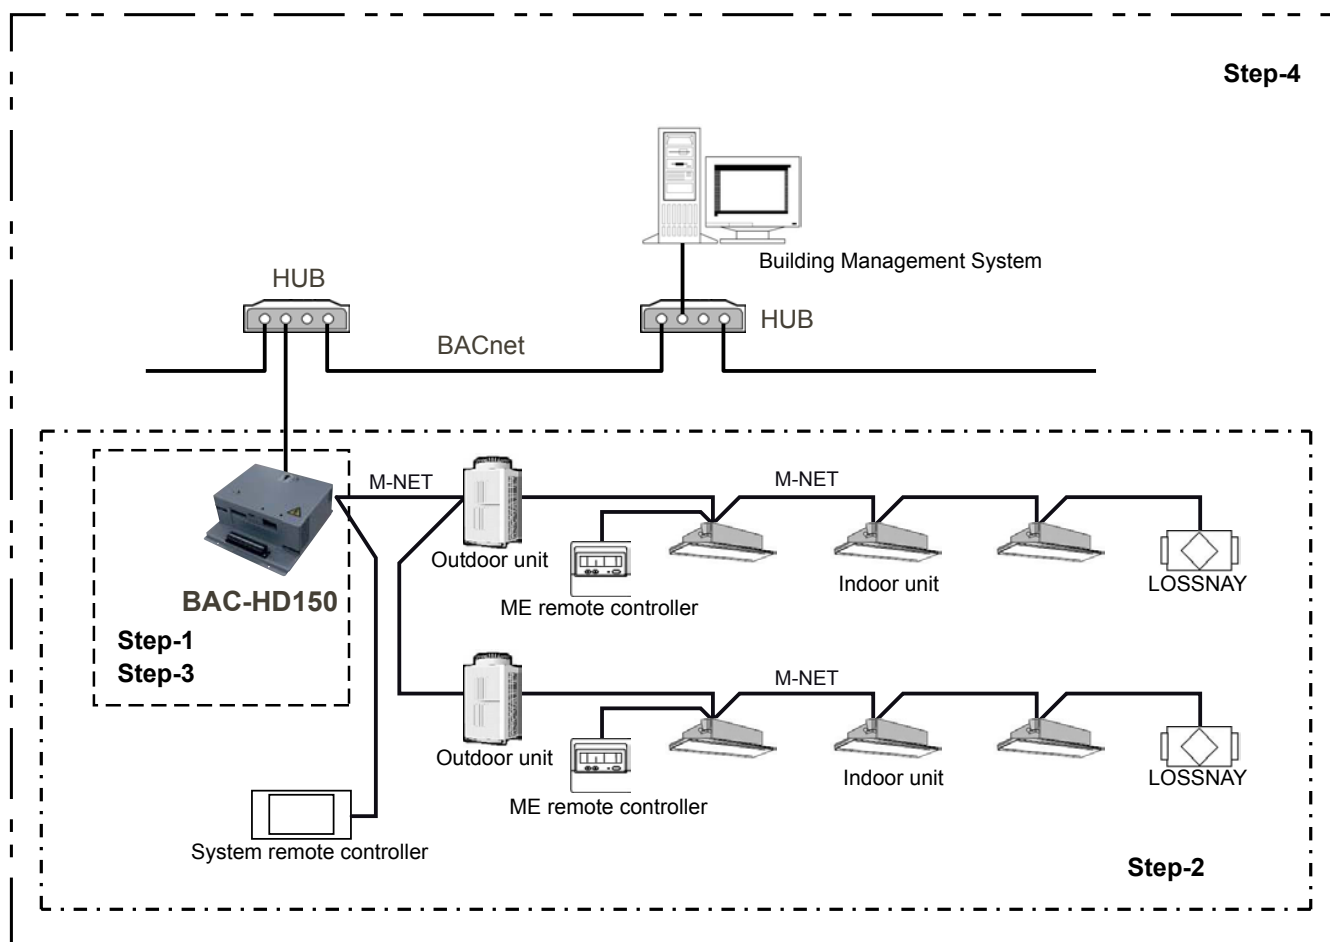 Step-4
Building Management System
HUB
HUB
BACnet
M-NET
M-NET
Outdoor unit
ME remote controller
Indoor unit
LOSSNAY
BAC-HD150
Step-1
Step-3
M-NET
Outdoor unit
ME remote controller
Indoor unit
LOSSNAY
System remote controller
Step-2